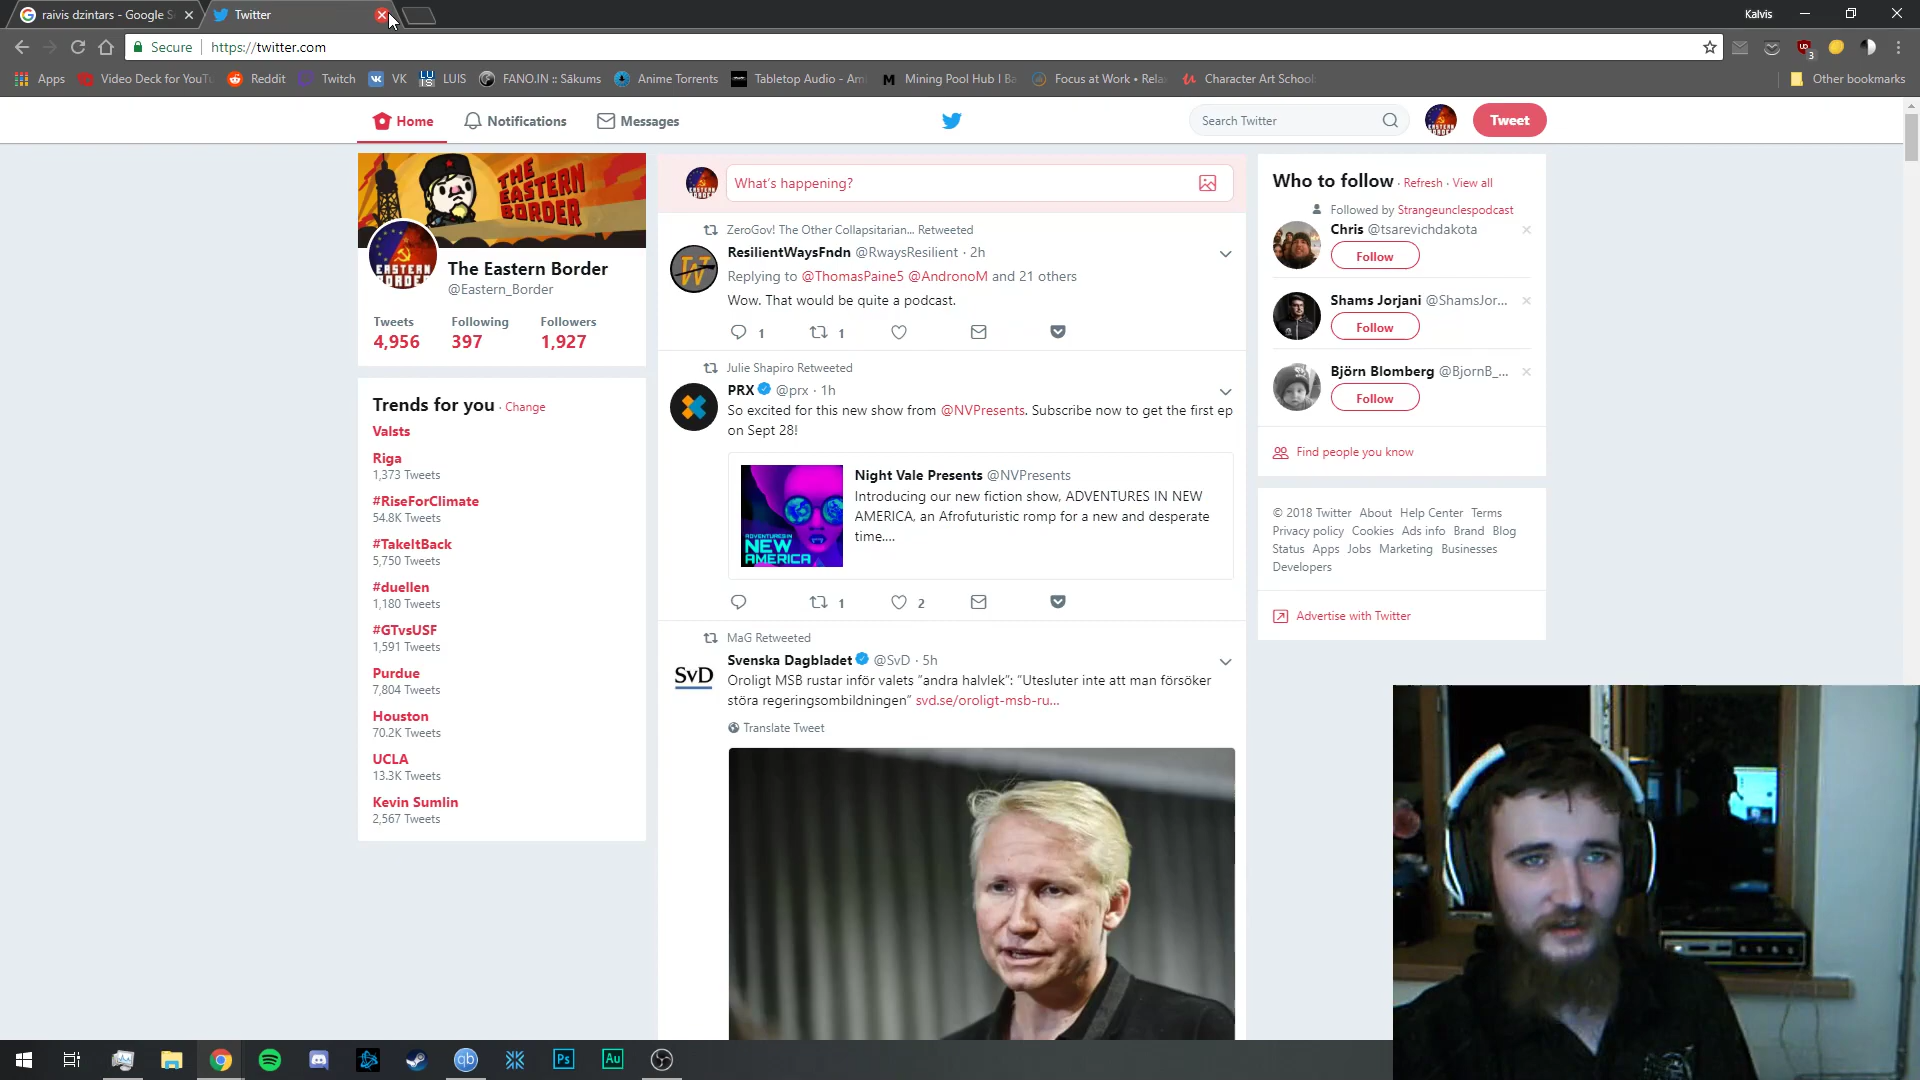 raivis dzintars - Google S
Twitter
Kalvis
Secure
https://twitter.com
Apps
Video Deck for YouTu
Reddit
Twitch
VK
LUIS
FANO.IN :: Sākums
Anime Torrents
Tabletop Audio - Am
Mining Pool Hub | Ba
Focus at Work • Rela
Character Art School
Other bookmarks
Home
Notifications
Messages
Search Twitter
Tweet
THE EASTERN BORDER
EASTERN BORDER
The Eastern Border
@Eastern_Border
Tweets Following Followers
4,956 397 1,927
Trends for you · Change
Valsts
Riga
1,373 Tweets
#RiseForClimate
54.8K Tweets
#TakeItBack
5,750 Tweets
#duellen
1,180 Tweets
#GTvsUSF
1,591 Tweets
Purdue
7,804 Tweets
Houston
70.2K Tweets
UCLA
13.3K Tweets
Kevin Sumlin
2,567 Tweets
What's happening?
ZeroGov! The Other Collapsitarian... Retweeted
ResilientWaysFndn @RwaysResilient · 2h
Replying to @ThomasPaine5 @AndronoM and 21 others
Wow. That would be quite a podcast.
1 1
Julie Shapiro Retweeted
PRX @prx · 1h
So excited for this new show from @NVPresents. Subscribe now to get the first ep
on Sept 28!
ADVENTURES IN
NEW
AMERICA
Night Vale Presents @NVPresents
Introducing our new fiction show, ADVENTURES IN NEW
AMERICA, an Afrofuturistic romp for a new and desperate
time....
1 2
MaG Retweeted
SvD
Svenska Dagbladet @SvD · 5h
Oroligt MSB rustar inför valets "andra halvlek": "Utesluter inte att man försöker
störa regeringsombildningen" svd.se/oroligt-msb-ru...
Translate Tweet
Who to follow · Refresh · View all
Followed by Strangeunclespodcast
Chris @tsarevichdakota
Follow
Shams Jorjani @ShamsJor...
Follow
Björn Blomberg @BjornB_...
Follow
Find people you know
© 2018 Twitter About Help Center Terms
Privacy policy Cookies Ads info Brand Blog
Status Apps Jobs Marketing Businesses
Developers
Advertise with Twitter
qb
Ps
Au